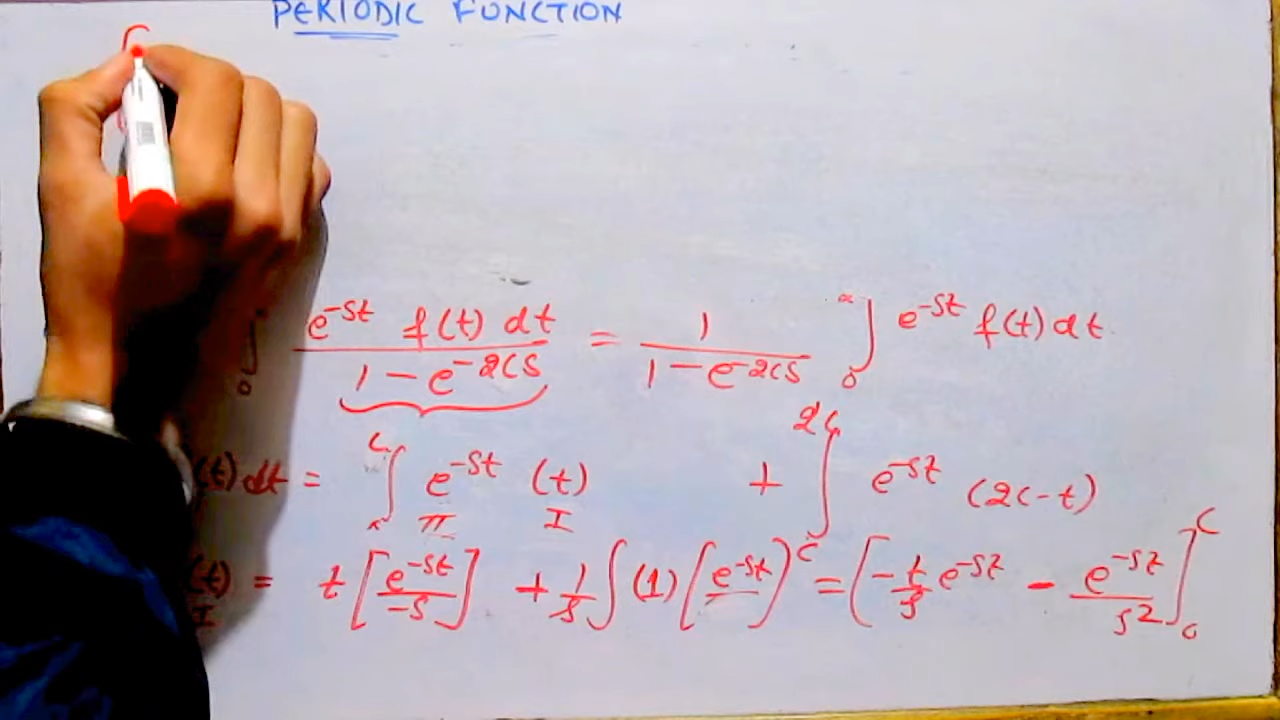 PERIODIC FUNCTION
∫₀ e^-st f(t) dt / 1 - e^-2cs = 1 / 1 - e^-2cs ∫₀ e^-st f(t) dt
(t) dt = ∫ e^-st (t) + ∫_c^2c e^-st (2c-t)
II I
(t) = t [e^-st / -s] + 1/s ∫ (1) [e^-st]^c = [-t/s e^-st - e^-st / s²]₀^c
I